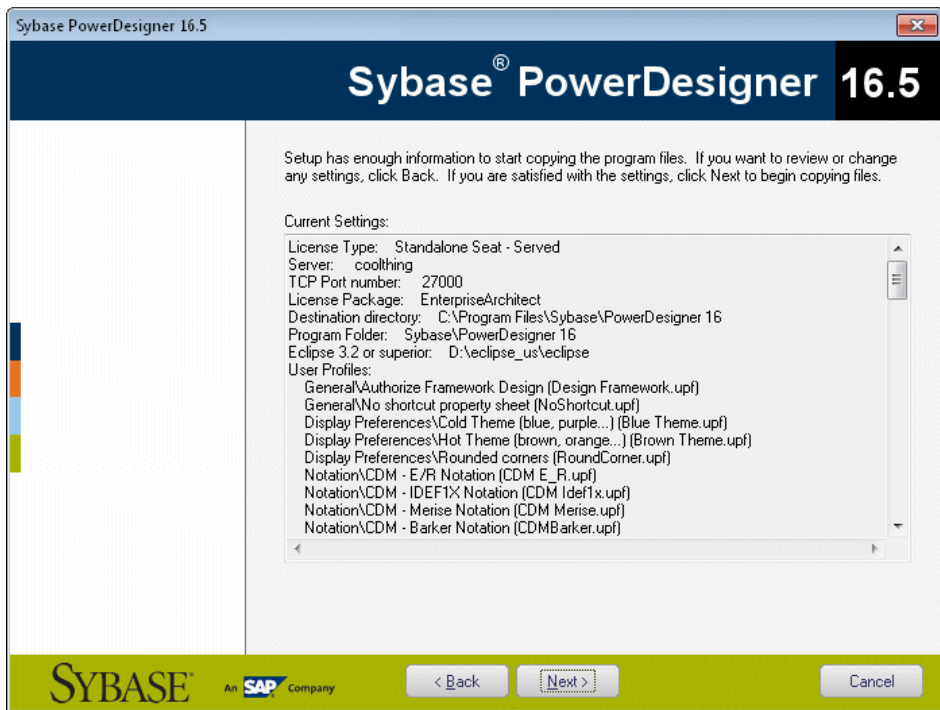 Sybase PowerDesigner 16.5
Sybase® PowerDesigner 16.5
Setup has enough information to start copying the program files. If you want to review or change
any settings, click Back. If you are satisfied with the settings, click Next to begin copying files.
Current Settings:
License Type: Standalone Seat - Served
Server: coolthing
TCP Port number: 27000
License Package: EnterpriseArchitect
Destination directory: C:\Program Files\Sybase\PowerDesigner 16
Program Folder: Sybase\PowerDesigner 16
Eclipse 3.2 or superior: D:\eclipse_us\eclipse
User Profiles:
General\Authorize Framework Design (Design Framework.upf)
General\No shortcut property sheet (NoShortcut.upf)
Display Preferences\Cold Theme (blue, purple...) (Blue Theme.upf)
Display Preferences\Hot Theme (brown, orange...) (Brown Theme.upf)
Display Preferences\Rounded corners (RoundCorner.upf)
Notation\CDM - E/R Notation (CDM E_R.upf)
Notation\CDM - IDEF1X Notation (CDM Idef1x.upf)
Notation\CDM - Merise Notation (CDM Merise.upf)
Notation\CDM - Barker Notation (CDMBarker.upf)
SYBASE An SAP Company
< Back
Next >
Cancel